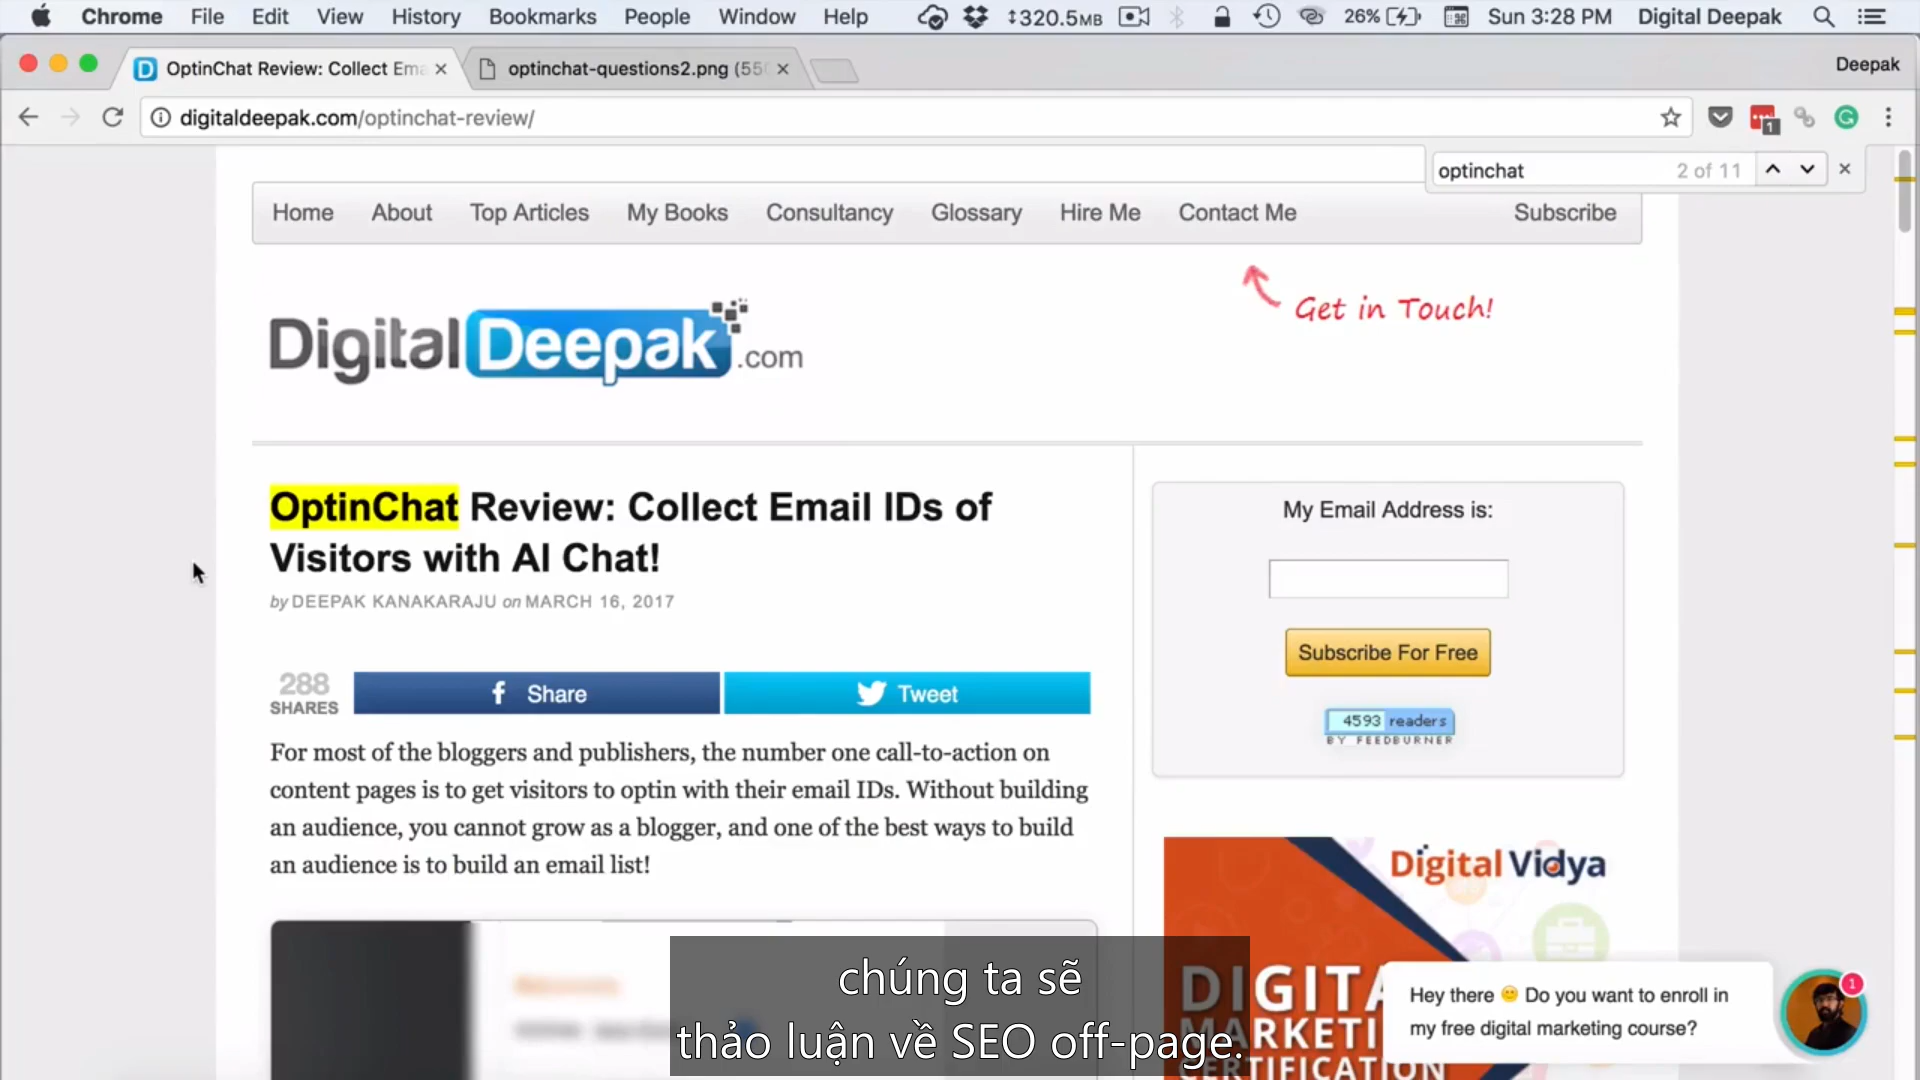 Chrome File Edit View History Bookmarks People Window Help 320.5MB 26% Sun 3:28 PM Digital Deepak
OptinChat Review: Collect Ema optinchat-questions2.png (550 Deepak
digitaldeepak.com/optinchat-review/
optinchat 2 of 11
Home About Top Articles My Books Consultancy Glossary Hire Me Contact Me Subscribe
Get in Touch!
DigitalDeepak.com
OptinChat Review: Collect Email IDs of
Visitors with AI Chat!
by DEEPAK KANAKARAJU on MARCH 16, 2017
288
SHARES
Share
Tweet
For most of the bloggers and publishers, the number one call-to-action on
content pages is to get visitors to optin with their email IDs. Without building
an audience, you cannot grow as a blogger, and one of the best ways to build
an audience is to build an email list!
My Email Address is:
Subscribe For Free
4593 readers
BY FEEDBURNER
Digital Vidya
DIGITA
MARKETI
CERTIFICATION
Hey there 😊 Do you want to enroll in
my free digital marketing course?
1
chúng ta sẽ
thảo luận về SEO off-page.